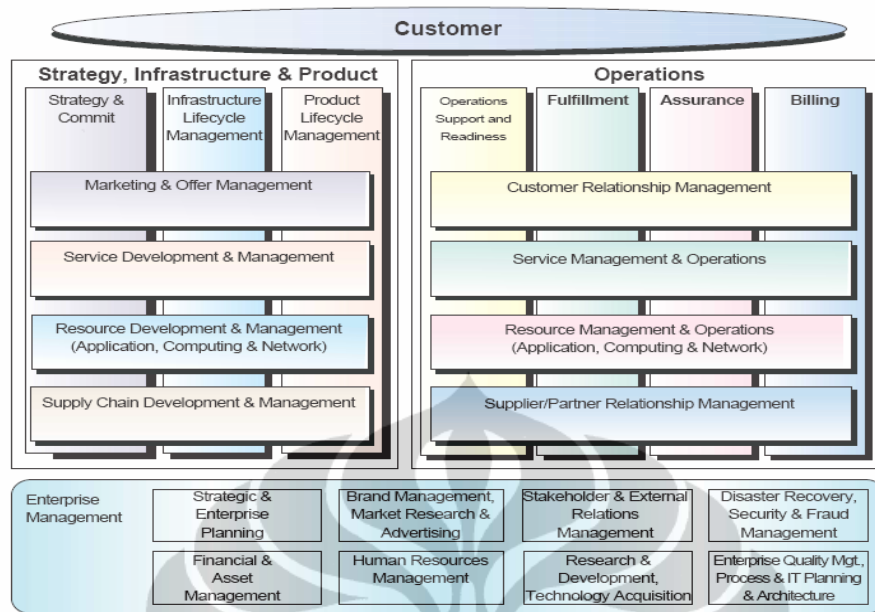 Customer
Strategy, Infrastructure & Product
Strategy &
Commit
Infrastructure
Lifecycle
Management
Product
Lifecycle
Management
Marketing & Offer Management
Service Development & Management
Resource Development & Management
(Application, Computing & Network)
Supply Chain Development & Management
Operations
Operations
Support and
Readiness
Fulfillment
Assurance
Billing
Customer Relationship Management
Service Management & Operations
Resource Management & Operations
(Application, Computing & Network)
Supplier/Partner Relationship Management
Enterprise
Management
Strategic &
Enterprise
Planning
Brand Management,
Market Research &
Advertising
Stakeholder & External
Relations
Management
Disaster Recovery,
Security & Fraud
Management
Financial &
Asset
Management
Human Resources
Management
Research &
Development,
Technology Acquisition
Enterprise Quality Mgt.,
Process & IT Planning
& Architecture